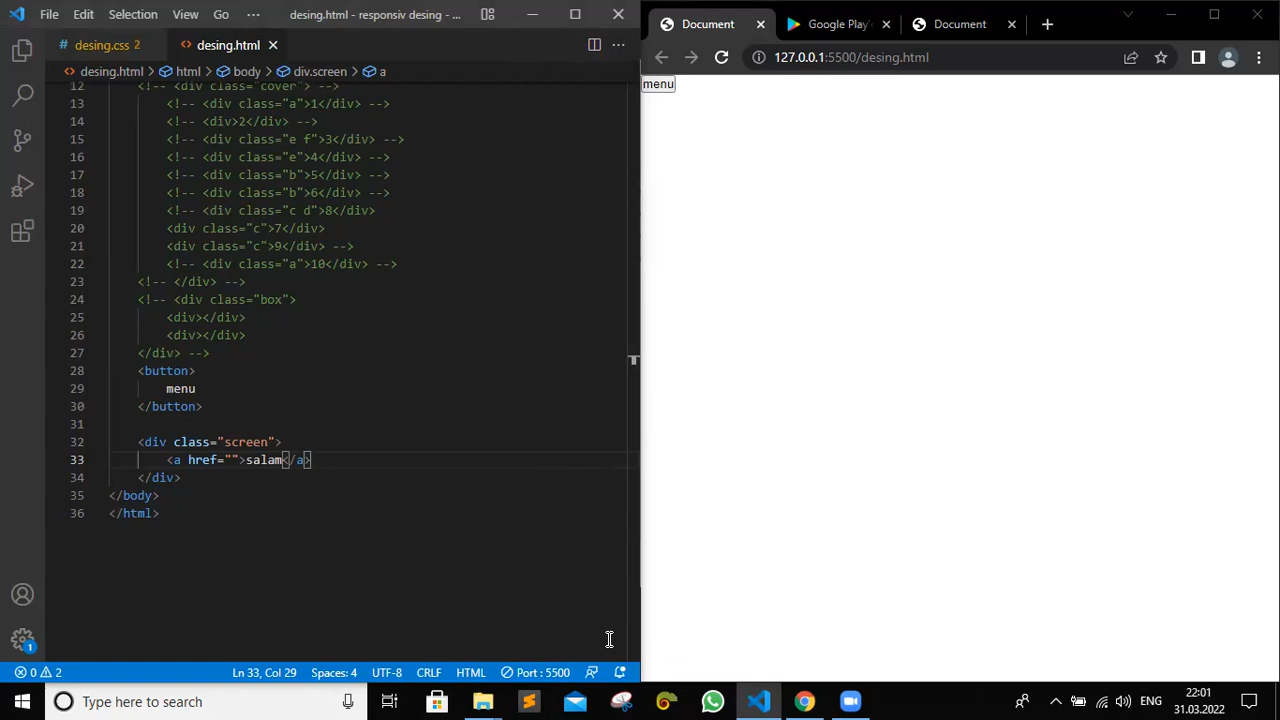 File Edit Selection View Go ··· desing.html - responsiv desing - ...
desing.css 2 desing.html
desing.html > html > body > div.screen > a
12 <!-- <div class="cover"> -->
13 <!-- <div class="a">1</div> -->
14 <!-- <div>2</div> -->
15 <!-- <div class="e f">3</div> -->
16 <!-- <div class="e">4</div> -->
17 <!-- <div class="b">5</div> -->
18 <!-- <div class="b">6</div> -->
19 <!-- <div class="c d">8</div>
20 <div class="c">7</div>
21 <div class="c">9</div> -->
22 <!-- <div class="a">10</div> -->
23 <!-- </div> -->
24 <!-- <div class="box">
25 <div></div>
26 <div></div>
27 </div> -->
28 <button>
29 menu
30 </button>
31
32 <div class="screen">
33 <a href="">salam</a>
34 </div>
35 </body>
36 </html>
1
0 2 Ln 33, Col 29 Spaces: 4 UTF-8 CRLF HTML Port : 5500
Document Google Play' Document
127.0.0.1:5500/desing.html
menu
Type here to search
ENG
22:01
31.03.2022